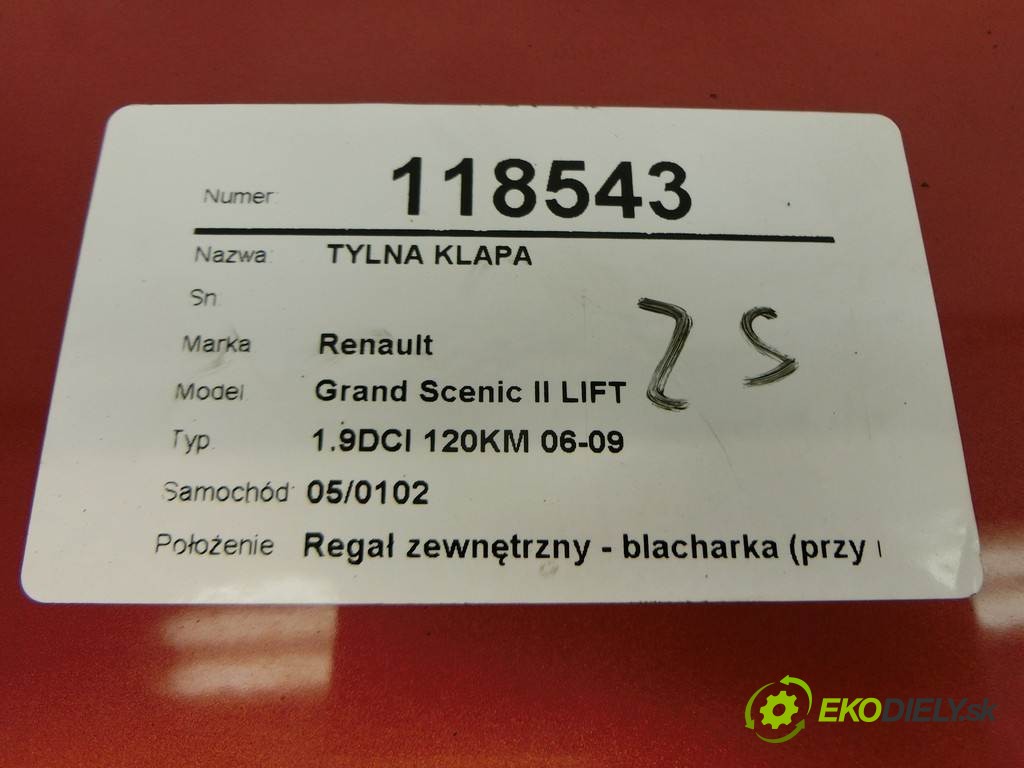 Numer: 118543
Nazwa: TYLNA KLAPA
Sn
Marka Renault
Model Grand Scenic II LIFT
Typ 1.9DCI 120KM 06-09
Samochód: 05/0102
Położenie Regał zewnętrzny - blacharka (przy
EKODIELY.sk